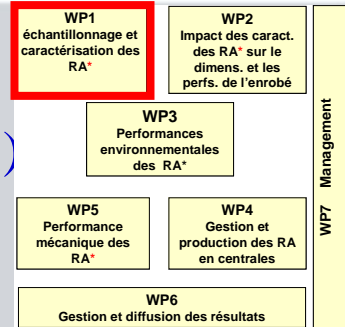 WP1
échantillonnage et
caractérisation des
RA*
WP2
Impact des caract.
des RA* sur le
dimens. et les
perfs. de l'enrobé
WP3
Performances
environnementales
des RA*
)
WP5
Performance
mécanique des
RA*
WP4
Gestion et
production des RA
en centrales
WP6
Gestion et diffusion des résultats
WP7 Management